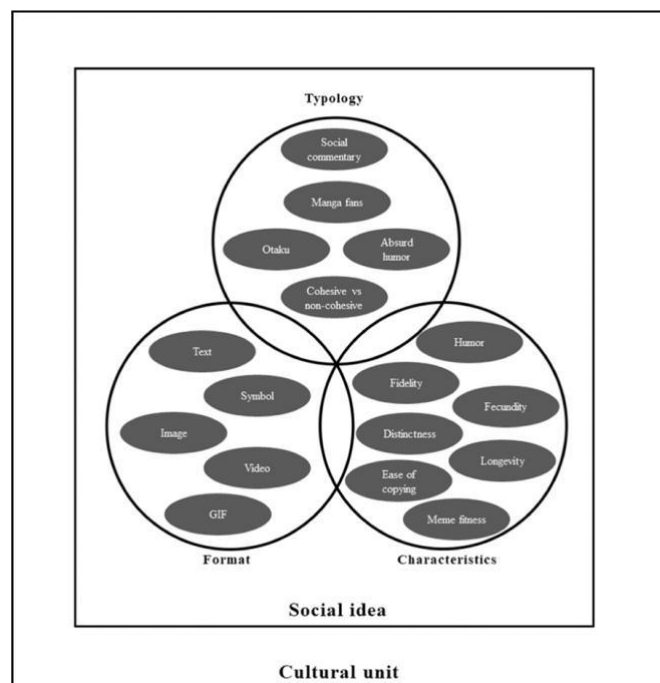 Typology
Social
commentary
Manga fans
Otaku
Absurd
humor
Cohesive vs
non-cohesive
Text
Symbol
Image
Video
GIF
Format
Humor
Fidelity
Fecundity
Distinctness
Longevity
Ease of
copying
Meme fitness
Characteristics
Social idea
Cultural unit